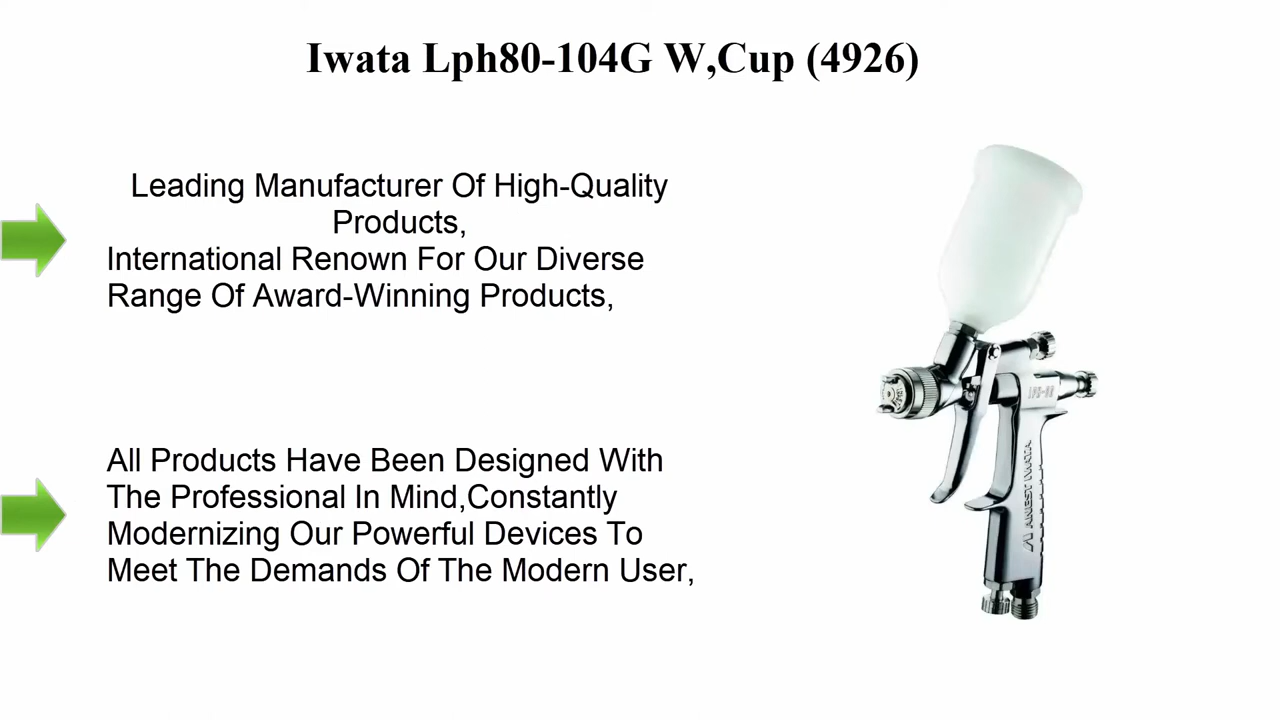 Iwata Lph80-104G W,Cup (4926)
Leading Manufacturer Of High-Quality
Products,
International Renown For Our Diverse
Range Of Award-Winning Products,
All Products Have Been Designed With
The Professional In Mind,Constantly
Modernizing Our Powerful Devices To
Meet The Demands Of The Modern User,
ANEST IWATA